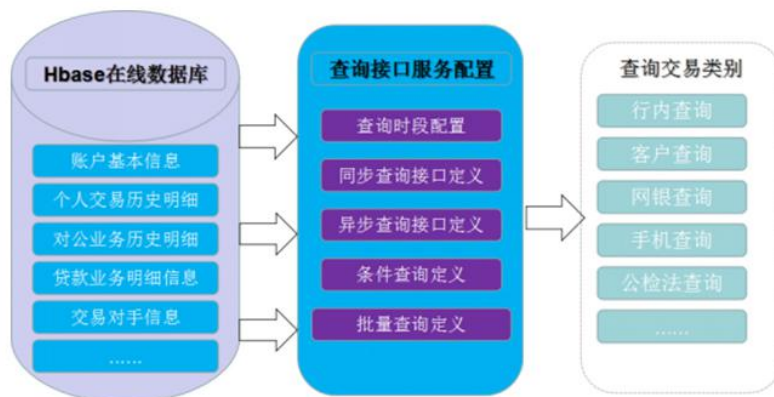 Hbase在线数据库
账户基本信息
个人交易历史明细
对公业务历史明细
贷款业务明细信息
交易对手信息
......
查询接口服务配置
查询时段配置
同步查询接口定义
异步查询接口定义
条件查询定义
批量查询定义
查询交易类别
行内查询
客户查询
网银查询
手机查询
公检法查询
......